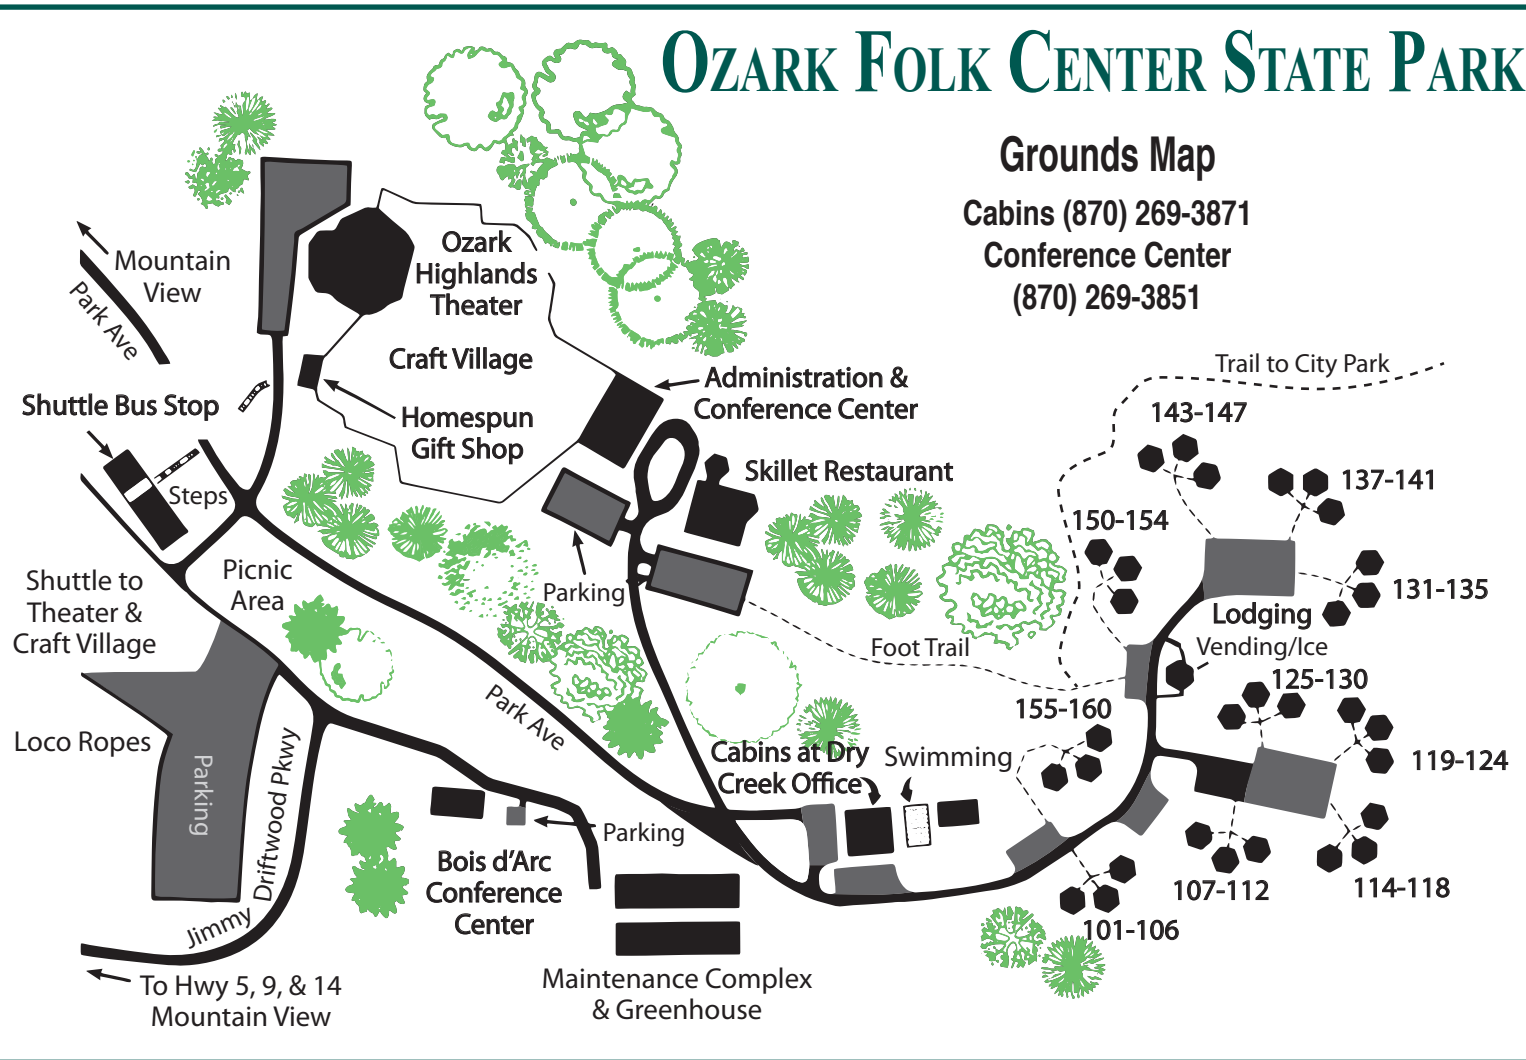 OZARK FOLK CENTER STATE PARK
Grounds Map
Cabins (870) 269-3871
Conference Center
(870) 269-3851
Mountain
View
Park Ave
Ozark
Highlands
Theater
Craft Village
Homespun
Gift Shop
Administration &
Conference Center
Shuttle Bus Stop
Steps
Skillet Restaurant
Trail to City Park
143-147
137-141
150-154
131-135
Lodging
Vending/Ice
125-130
155-160
119-124
Shuttle to
Theater &
Craft Village
Picnic
Area
Parking
Foot Trail
Park Ave
Loco Ropes
Parking
Jimmy Driftwood Pkwy
Cabins at Dry
Creek Office
Swimming
Parking
Bois d'Arc
Conference
Center
107-112
114-118
101-106
Maintenance Complex
& Greenhouse
To Hwy 5, 9, & 14
Mountain View